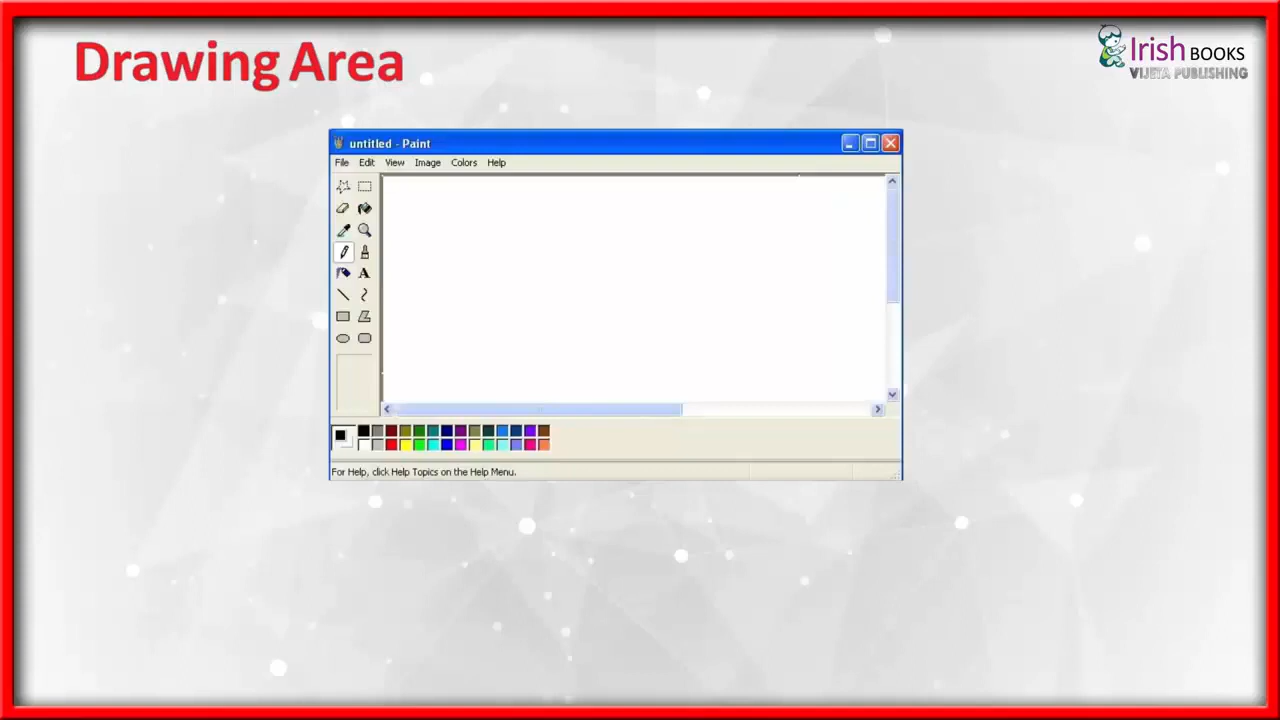 Drawing Area
Irish BOOKS
VIJETA PUBLISHING
untitled - Paint
File Edit View Image Colors Help
A
For Help, click Help Topics on the Help Menu.